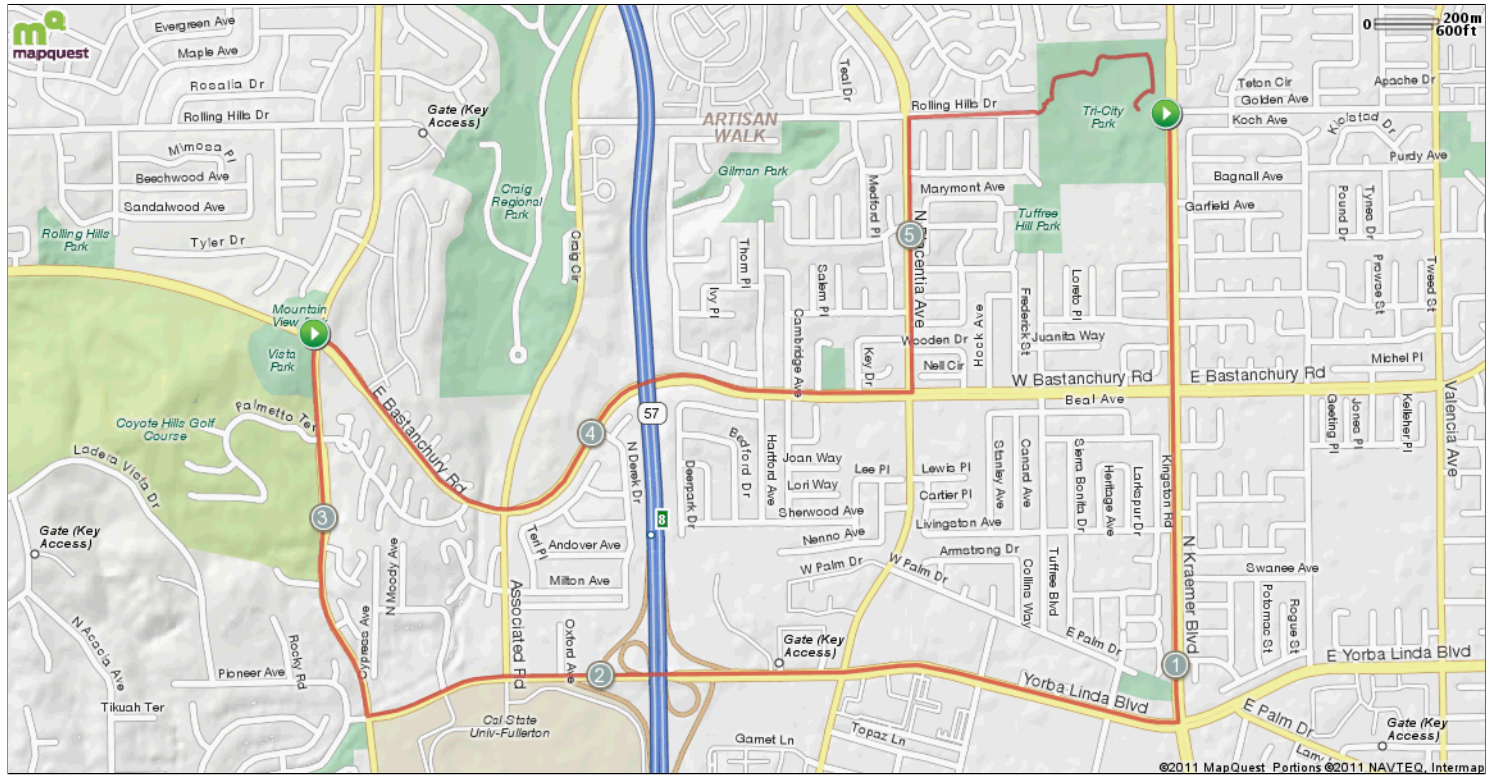 mapquest
Evergreen Ave
Maple Ave
Rosalia Dr
Rolling Hills Dr
Gate (Key
Access)
Mimosa Pl
Beechwood Ave
Sandalwood Ave
Rolling Hills
Park
Tyler Dr
Craig
Regional
Park
Craig Cir
ARTISAN
WALK
Teal Dr
Rolling Hills Dr
Gilman Park
Medford Pl
Marymont Ave
Tuffree
Hill Park
Tri-City
Park
0
200m
600ft
Teton Cir
Apache Dr
Golden Ave
Koch Ave
Kiolstad Dr
Purdy Ave
Bagnall Ave
Garfield Ave
Pound Dr
Tynes Dr
Prowse St
Tweed St
5
N Placentia Ave
Thom Pl
Ivy Pl
Salem Pl
Cambridge Ave
Key Dr
Wooden Dr
Nell Cir
Hook Ave
Frederick St
Loreto Pl
Juanita Way
Michel Pl
W Bastanchury Rd
E Bastanchury Rd
Beal Ave
Mountain
Vista
Park
Coyote Hills Golf
Course
Palmetto Ter
E Bastanchury Rd
Ladera Vista Dr
Gate (Key
Access)
3
4
57
8
N Derek Dr
Deerpark Dr
Bedford Dr
Hartford Ave
Joan Way
Lori Way
Sherwood Ave
Lee Pl
Lewis Pl
Cartier Pl
Livingston Ave
Nenno Ave
Stanley Ave
Canard Ave
Sierra Bonita Dr
Heritage Ave
Larkspur Dr
Kingston Rd
Geeting Pl
Jones Pl
Kelleher Pl
Valencia Ave
Teri Pl
Andover Ave
Milton Ave
Associated Rd
N Moody Ave
Cypress Ave
W Palm Dr
W Palm Dr
Armstrong Dr
Collins Way
Tuffree Blvd
E Palm Dr
N Kraemer Blvd
Swanee Ave
Potomac St
Rogue St
N Acacia Ave
Rocky Rd
Pioneer Ave
Tikuah Ter
Oxford Ave
2
Gate (Key
Access)
1
E Yorba Linda Blvd
Yorba Linda Blvd
Cal State
Univ-Fullerton
Gamet Ln
Topaz Ln
E Palm Dr
Gate (Key
Access)
©2011 MapQuest Portions ©2011 NAVTEQ, Intermap